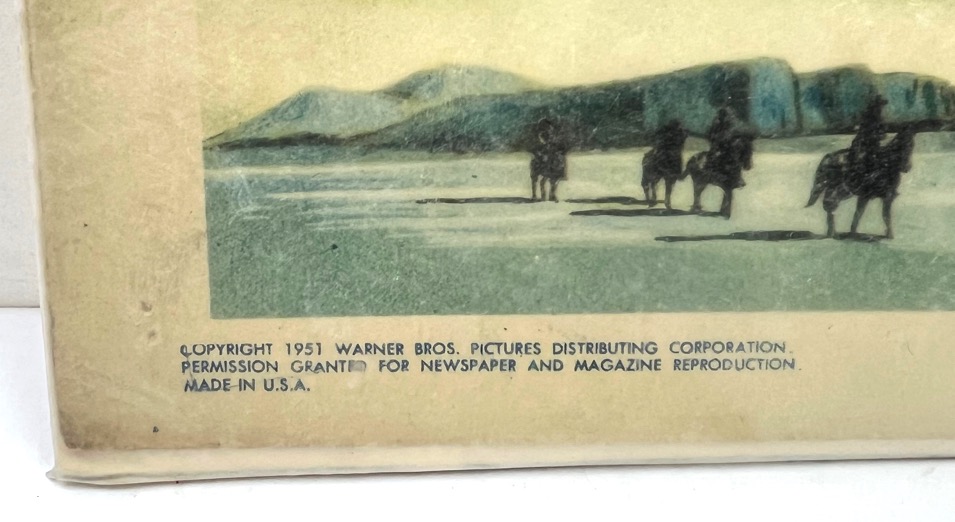 COPYRIGHT 1951 WARNER BROS. PICTURES DISTRIBUTING CORPORATION.
PERMISSION GRANTED FOR NEWSPAPER AND MAGAZINE REPRODUCTION.
MADE IN U.S.A.